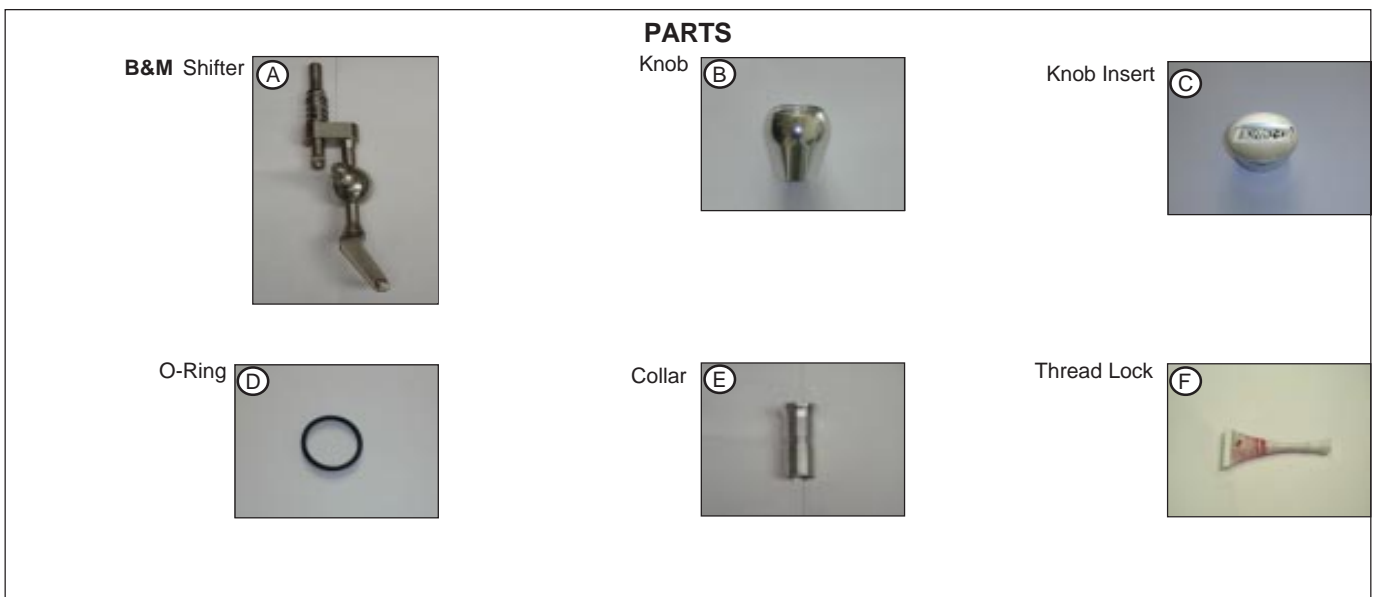 PARTS
B&M Shifter
A
Knob
B
Knob Insert
C
O-Ring
D
Collar
E
Thread Lock
F